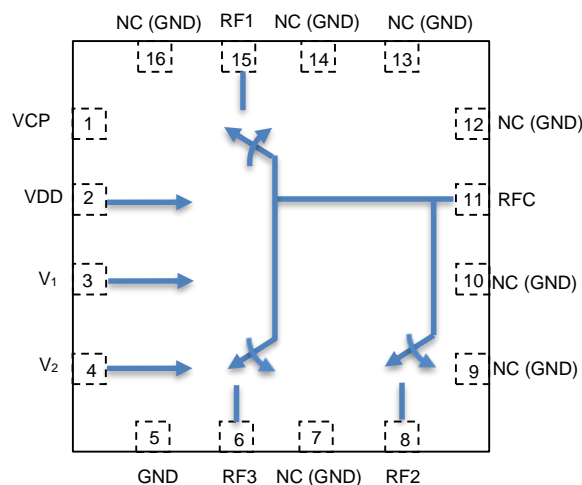 NC (GND) RF1 NC (GND) NC (GND)
16 15 14 13
VCP 1 12 NC (GND)
VDD 2 11 RFC
V1 3 10 NC (GND)
V2 4 9 NC (GND)
5 6 7 8
GND RF3 NC (GND) RF2